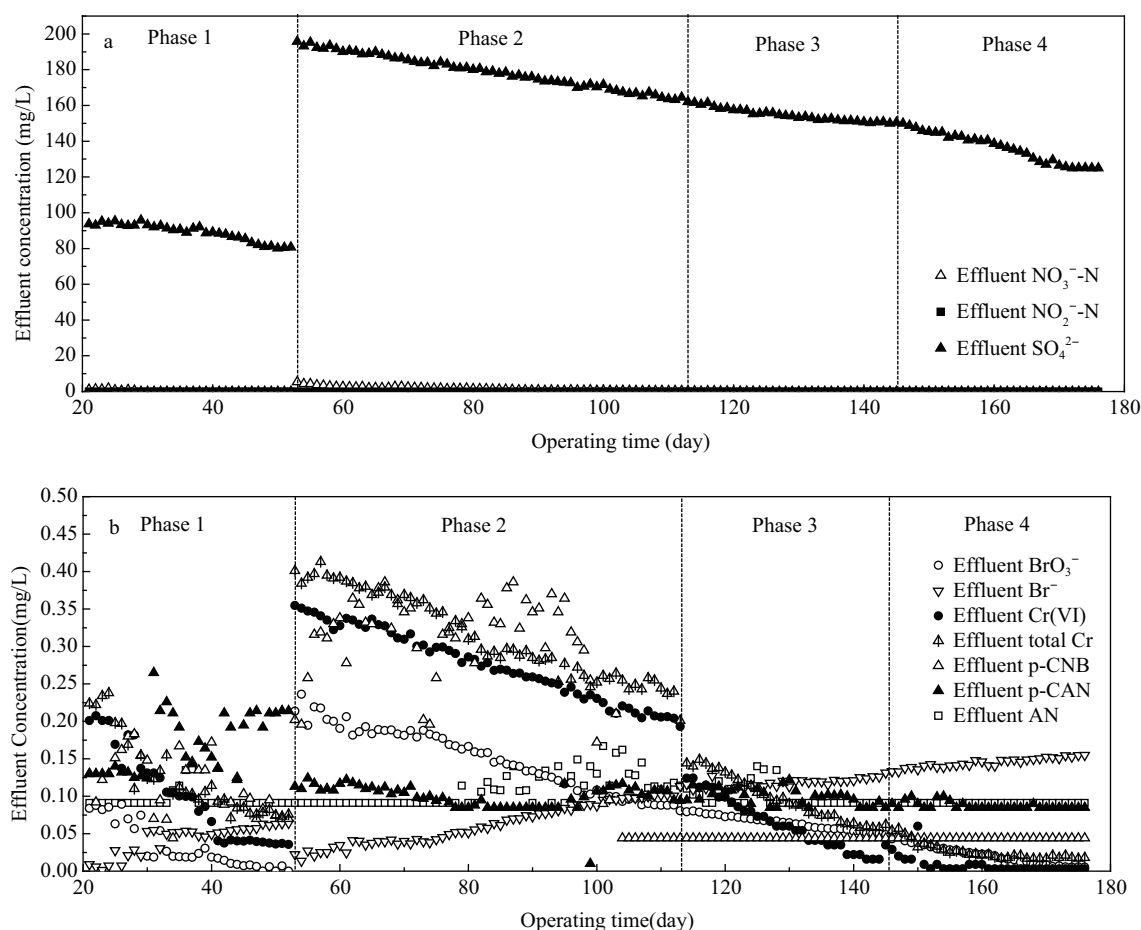 a
Phase 1
Phase 2
Phase 3
Phase 4
Effluent concentration (mg/L)
200
180
160
140
120
100
80
60
40
20
0
Effluent NO₃⁻-N
Effluent NO₂⁻-N
Effluent SO₄²⁻
20 40 60 80 100 120 140 160 180
Operating time (day)
b
Phase 1
Phase 2
Phase 3
Phase 4
Effluent Concentration(mg/L)
0.50
0.45
0.40
0.35
0.30
0.25
0.20
0.15
0.10
0.05
0.00
Effluent BrO₃⁻
Effluent Br⁻
Effluent Cr(VI)
Effluent total Cr
Effluent p-CNB
Effluent p-CAN
Effluent AN
20 40 60 80 100 120 140 160 180
Operating time(day)